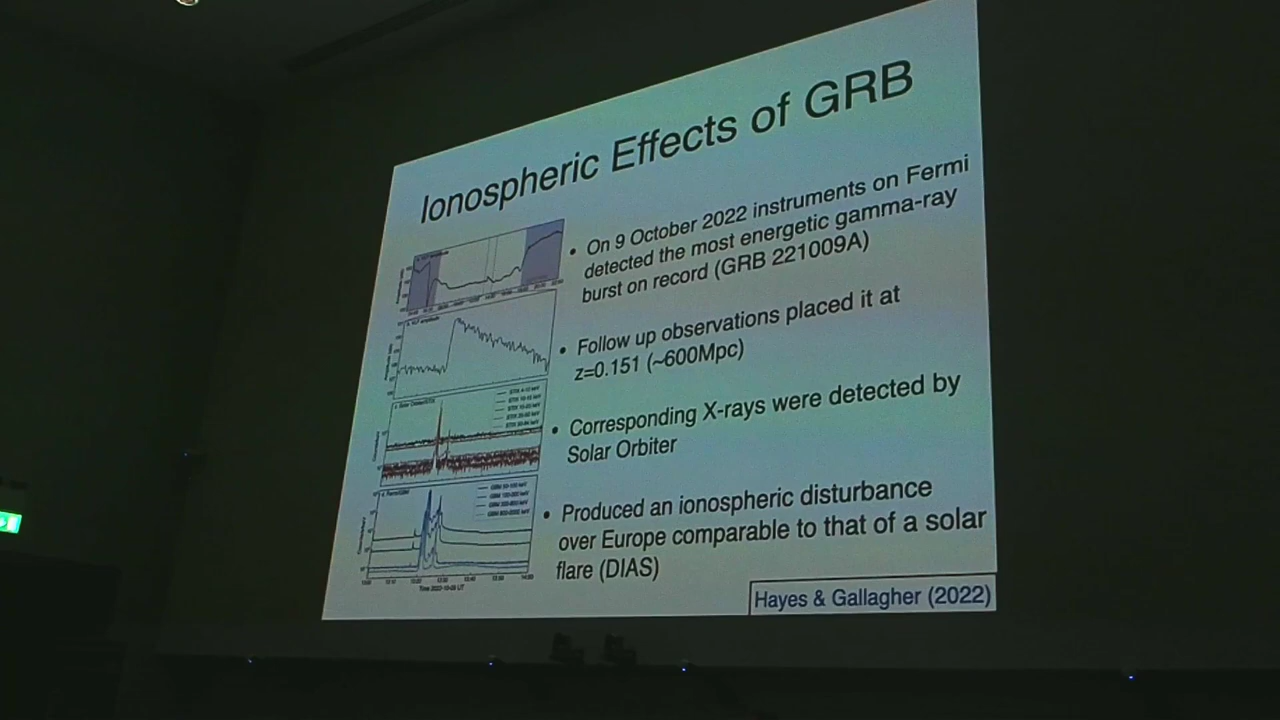 Ionospheric Effects of GRB
• On 9 October 2022 instruments on Fermi
detected the most energetic gamma-ray
burst on record (GRB 221009A)
• Follow up observations placed it at
z=0.151 (~600Mpc)
• Corresponding X-rays were detected by
Solar Orbiter
• Produced an ionospheric disturbance
over Europe comparable to that of a solar
flare (DIAS)
Hayes & Gallagher (2022)